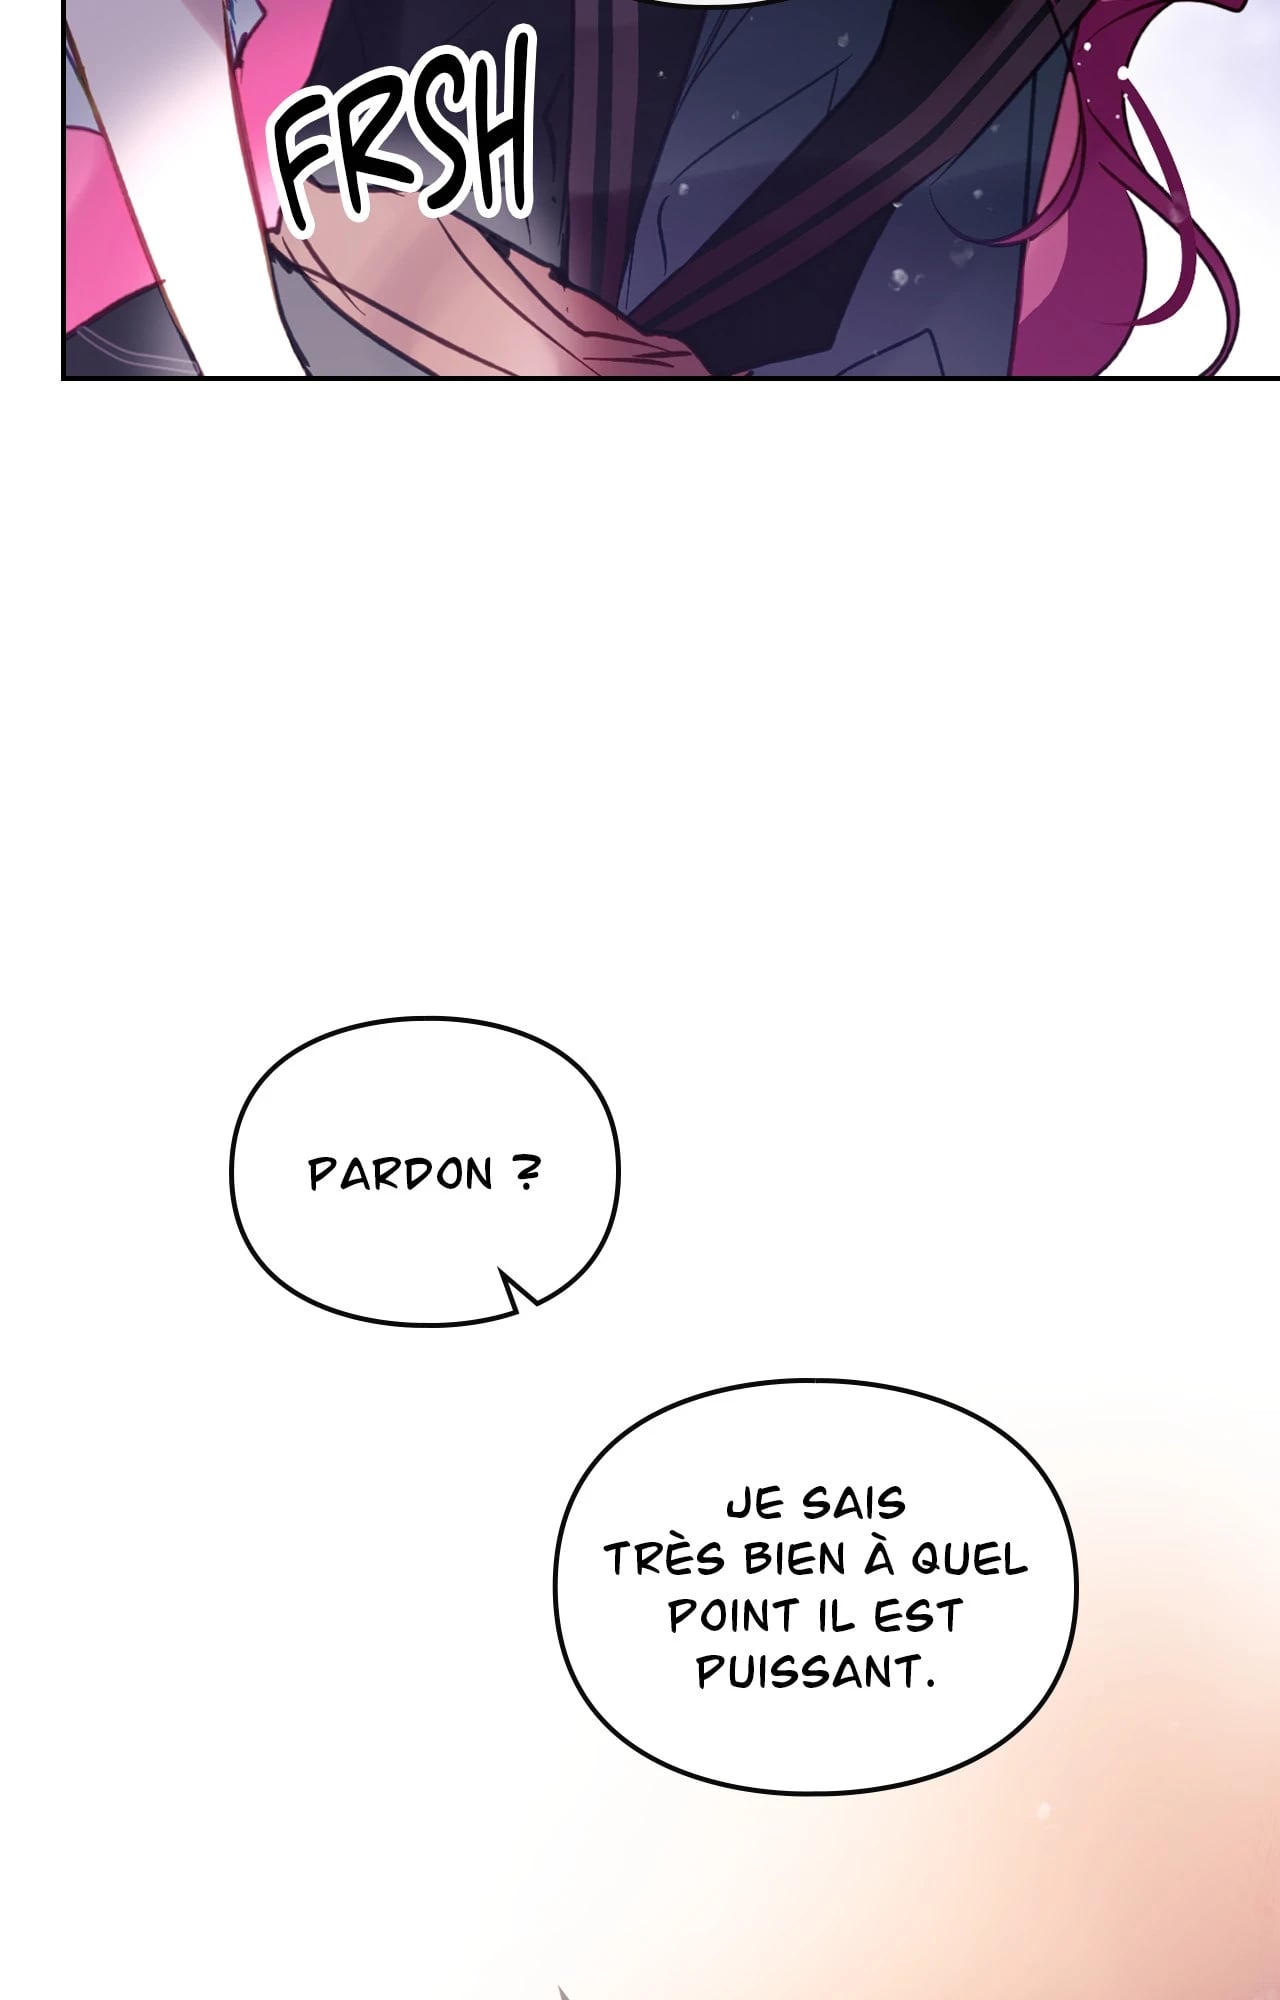 FRSH
PARDON ?
JE SAIS
TRÈS BIEN À QUEL
POINT IL EST
PUISSANT.